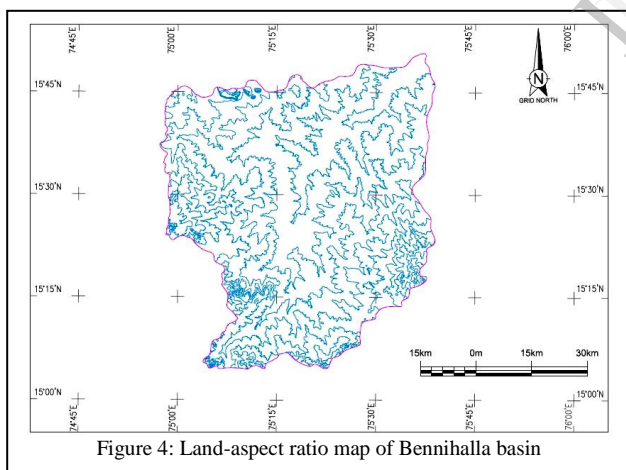 74°45'E
75°00'E
75°15'E
75°30'E
75°45'E
76°00'E
15°45'N
15°45'N
N
GRID NORTH
15°30'N
15°30'N
15°15'N
15°15'N
15km 0m 15km 30km
15°00'N
15°00'N
74°45'E
75°00'E
75°15'E
75°30'E
75°45'E
76°00'E
Figure 4: Land-aspect ratio map of Bennihalla basin